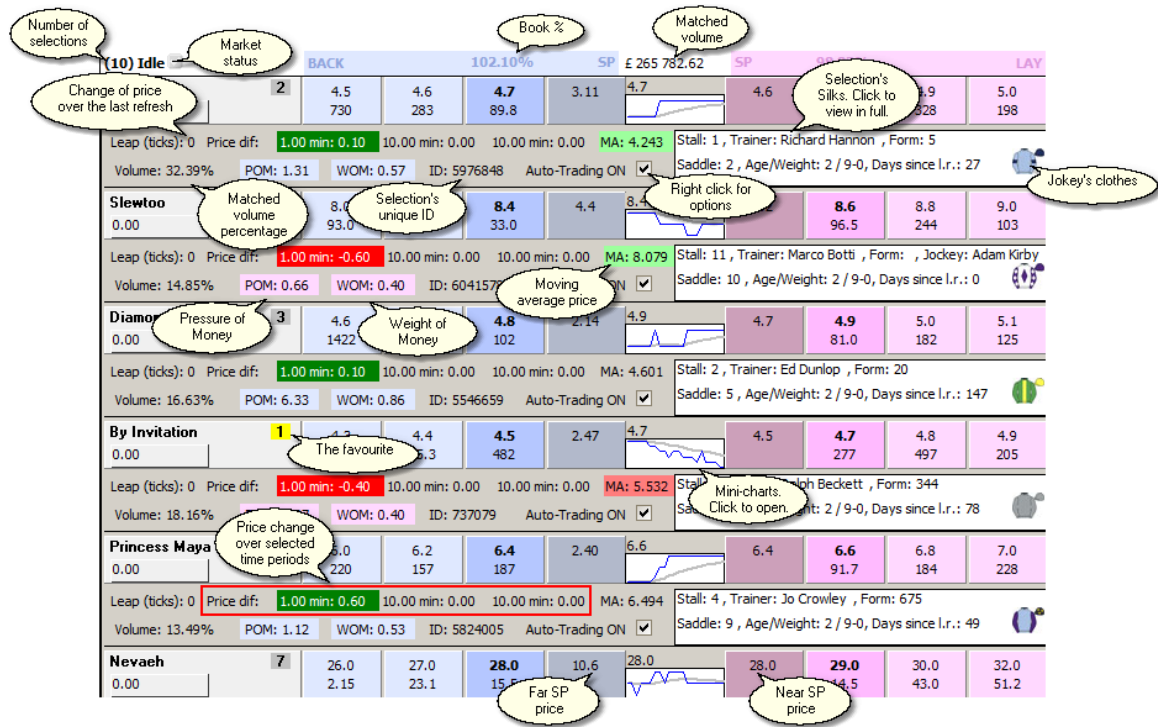 Number of
selections
Market
status
Book %
Matched
volume
(10) Idle BACK 102.10% SP £ 265 782.62 SP LAY
Change of price
over the last refresh
2 4.5 4.6 4.7 3.11 4.7 4.6 5.0
730 283 89.8 328 198
Selection's
Silks. Click to
view in full.
Leap (ticks): 0 Price dif: 1.00 min: 0.10 10.00 min: 0.00 10.00 min: 0.00 MA: 4.243 Stall: 1 , Trainer: Richard Hannon , Form: 5
Volume: 32.39% POM: 1.31 WOM: 0.57 ID: 5976848 Auto-Trading ON Saddle: 2 , Age/Weight: 2 / 9-0, Days since l.r.: 27
Jokey's clothes
Matched
volume
percentage
Selection's
unique ID
Right click for
options
Slewtoo 8.4 4.4 8.4 8.6 8.8 9.0
0.00 93.0 33.0 96.5 244 103
Leap (ticks): 0 Price dif: 1.00 min: -0.60 10.00 min: 0.00 10.00 min: 0.00 MA: 8.079 Stall: 11 , Trainer: Marco Botti , Form: , Jockey: Adam Kirby
Volume: 14.85% POM: 0.66 WOM: 0.40 Saddle: 10 , Age/Weight: 2 / 9-0, Days since l.r.: 0
Moving
average price
Pressure of
Money
Weight of
Money
3 4.6 4.8 2.14 4.9 4.7 4.9 5.0 5.1
0.00 1422 102 81.0 182 125
Leap (ticks): 0 Price dif: 1.00 min: 0.10 10.00 min: 0.00 10.00 min: 0.00 MA: 4.601 Stall: 2 , Trainer: Ed Dunlop , Form: 20
Volume: 16.63% POM: 6.33 WOM: 0.86 ID: 5546659 Auto-Trading ON Saddle: 5 , Age/Weight: 2 / 9-0, Days since l.r.: 147
By Invitation 1 4.4 4.5 2.47 4.7 4.5 4.7 4.8 4.9
0.00 482 277 497 205
The favourite
Leap (ticks): 0 Price dif: 1.00 min: -0.40 10.00 min: 0.00 10.00 min: 0.00 MA: 5.532 Beckett , Form: 344
Volume: 18.16% WOM: 0.40 ID: 737079 Auto-Trading ON 2 / 9-0, Days since l.r.: 78
Mini-charts.
Click to open.
Price change
over selected
time periods
Princess Maya 6.2 6.4 2.40 6.6 6.4 6.6 6.8 7.0
0.00 220 157 187 91.7 184 228
Leap (ticks): 0 Price dif: 1.00 min: 0.60 10.00 min: 0.00 10.00 min: 0.00 MA: 6.494 Stall: 4 , Trainer: Jo Crowley , Form: 675
Volume: 13.49% POM: 1.12 WOM: 0.53 ID: 5824005 Auto-Trading ON Saddle: 9 , Age/Weight: 2 / 9-0, Days since l.r.: 49
Nevaeh 7 26.0 27.0 28.0 10.6 28.0 28.0 29.0 30.0 32.0
0.00 2.15 23.1 43.0 51.2
Far SP
price
Near SP
price